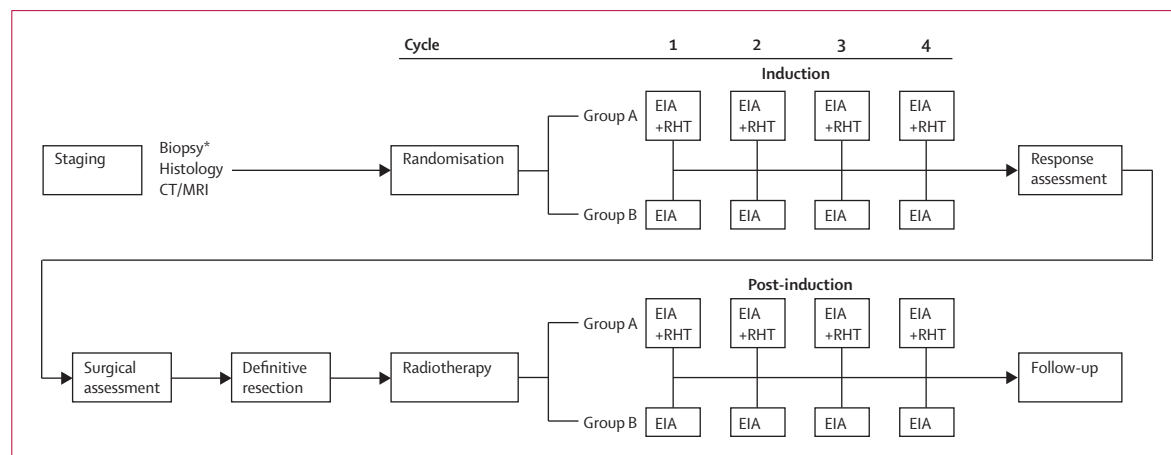 Cycle 1 2 3 4
Induction
Group A
EIA
+RHT
EIA
+RHT
EIA
+RHT
EIA
+RHT
Staging
Biopsy*
Histology
CT/MRI
Randomisation
Response
assessment
Group B
EIA
EIA
EIA
EIA
Post-induction
Group A
EIA
+RHT
EIA
+RHT
EIA
+RHT
EIA
+RHT
Surgical
assessment
Definitive
resection
Radiotherapy
Follow-up
Group B
EIA
EIA
EIA
EIA